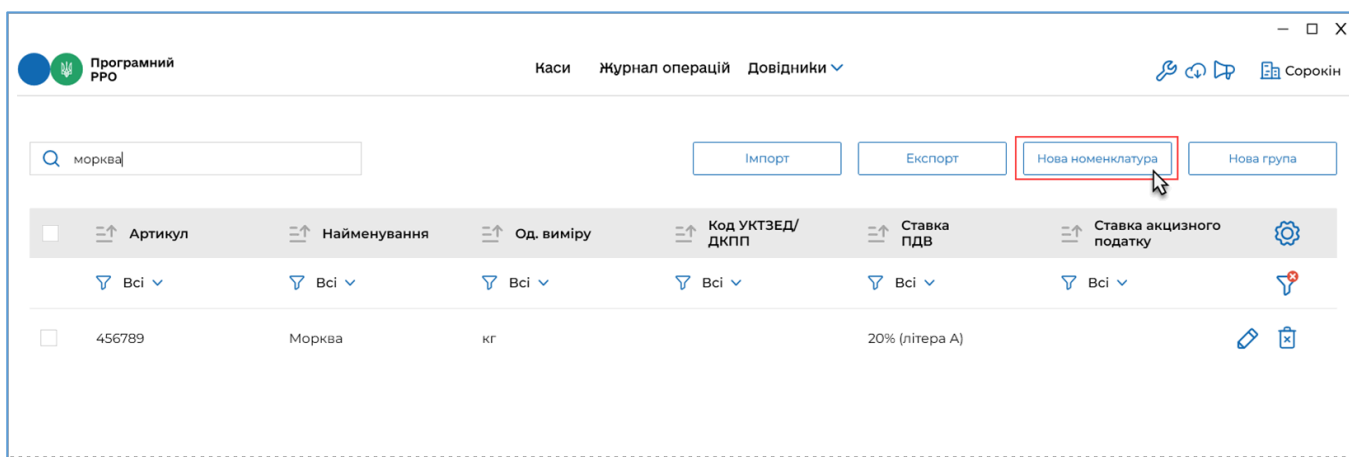 Програмний
РРО
Каси Журнал операцій Довідники
Сорокін
морква
Імпорт Експорт Нова номенклатура Нова група
Артикул Найменування Од. виміру Код УКТЗЕД/
ДКПП Ставка
ПДВ Ставка акцизного
податку
Всі Всі Всі Всі Всі Всі
456789 Морква кг 20% (літера А)